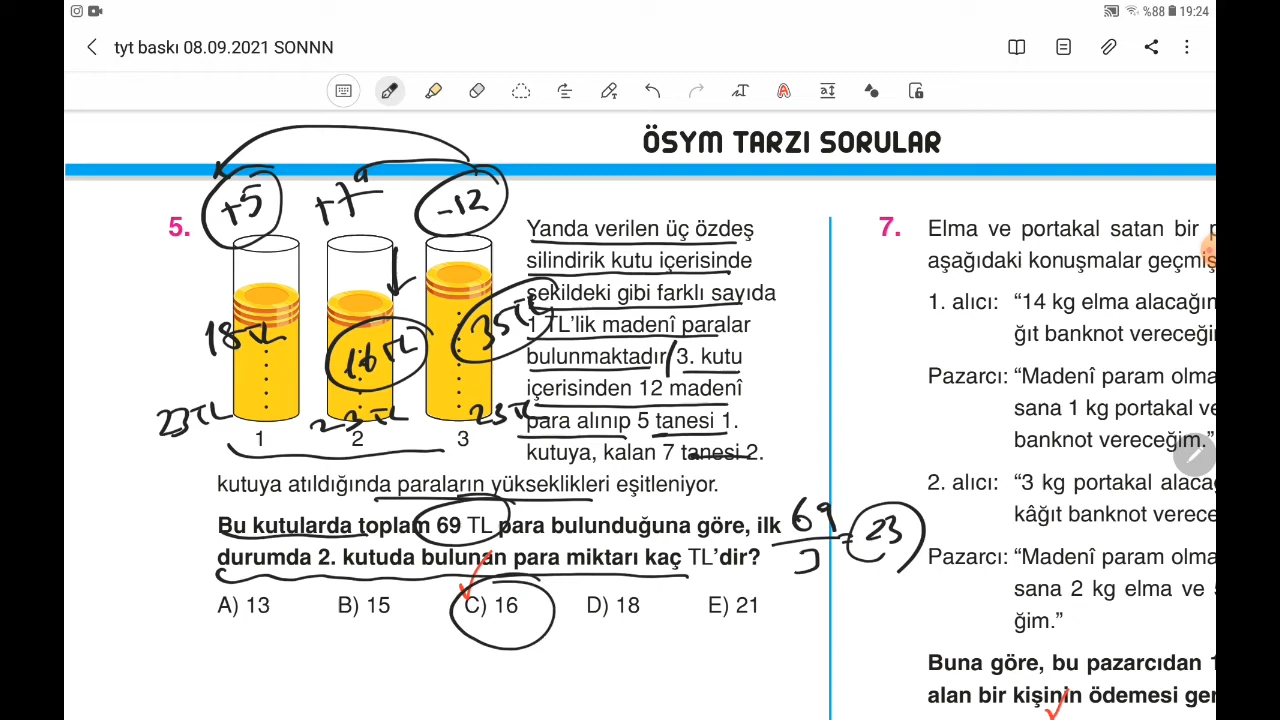 %88 19:24
tyt baskı 08.09.2021 SONNN
ÖSYM TARZI SORULAR
+5 +7 -12
5.
Yanda verilen üç özdeş
silindirik kutu içerisinde
şekildeki gibi farklı sayıda
1 TL'lik madenî paralar
bulunmaktadır. 3. kutu
içerisinden 12 madenî
para alınıp 5 tanesi 1.
kutuya, kalan 7 tanesi 2.
kutuya atıldığında paraların yükseklikleri eşitleniyor.
18TL 16TL 35TL
23TL 23TL 23TL
1 2 3
Bu kutularda toplam 69 TL para bulunduğuna göre, ilk
durumda 2. kutuda bulunan para miktarı kaç TL'dir?
69
3
= 23
A) 13 B) 15 C) 16 D) 18 E) 21
7.
Elma ve portakal satan bir
aşağıdaki konuşmalar geçmiş
1. alıcı: "14 kg elma alacağın
ğıt banknot vereceği
Pazarcı: "Madenî param olma
sana 1 kg portakal ve
banknot vereceğim."
2. alıcı: "3 kg portakal alaca
kâğıt banknot verece
Pazarcı: "Madenî param olma
sana 2 kg elma ve
ğim."
Buna göre, bu pazarcıdan 1
alan bir kişinin ödemesi ger